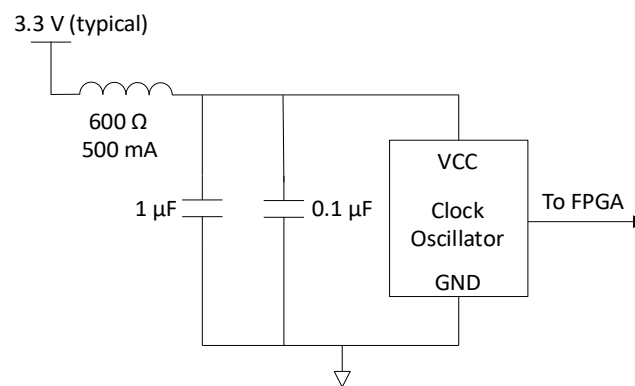 3.3 V (typical)
600 Ω
500 mA
1 µF
0.1 µF
VCC
Clock
Oscillator
GND
To FPGA